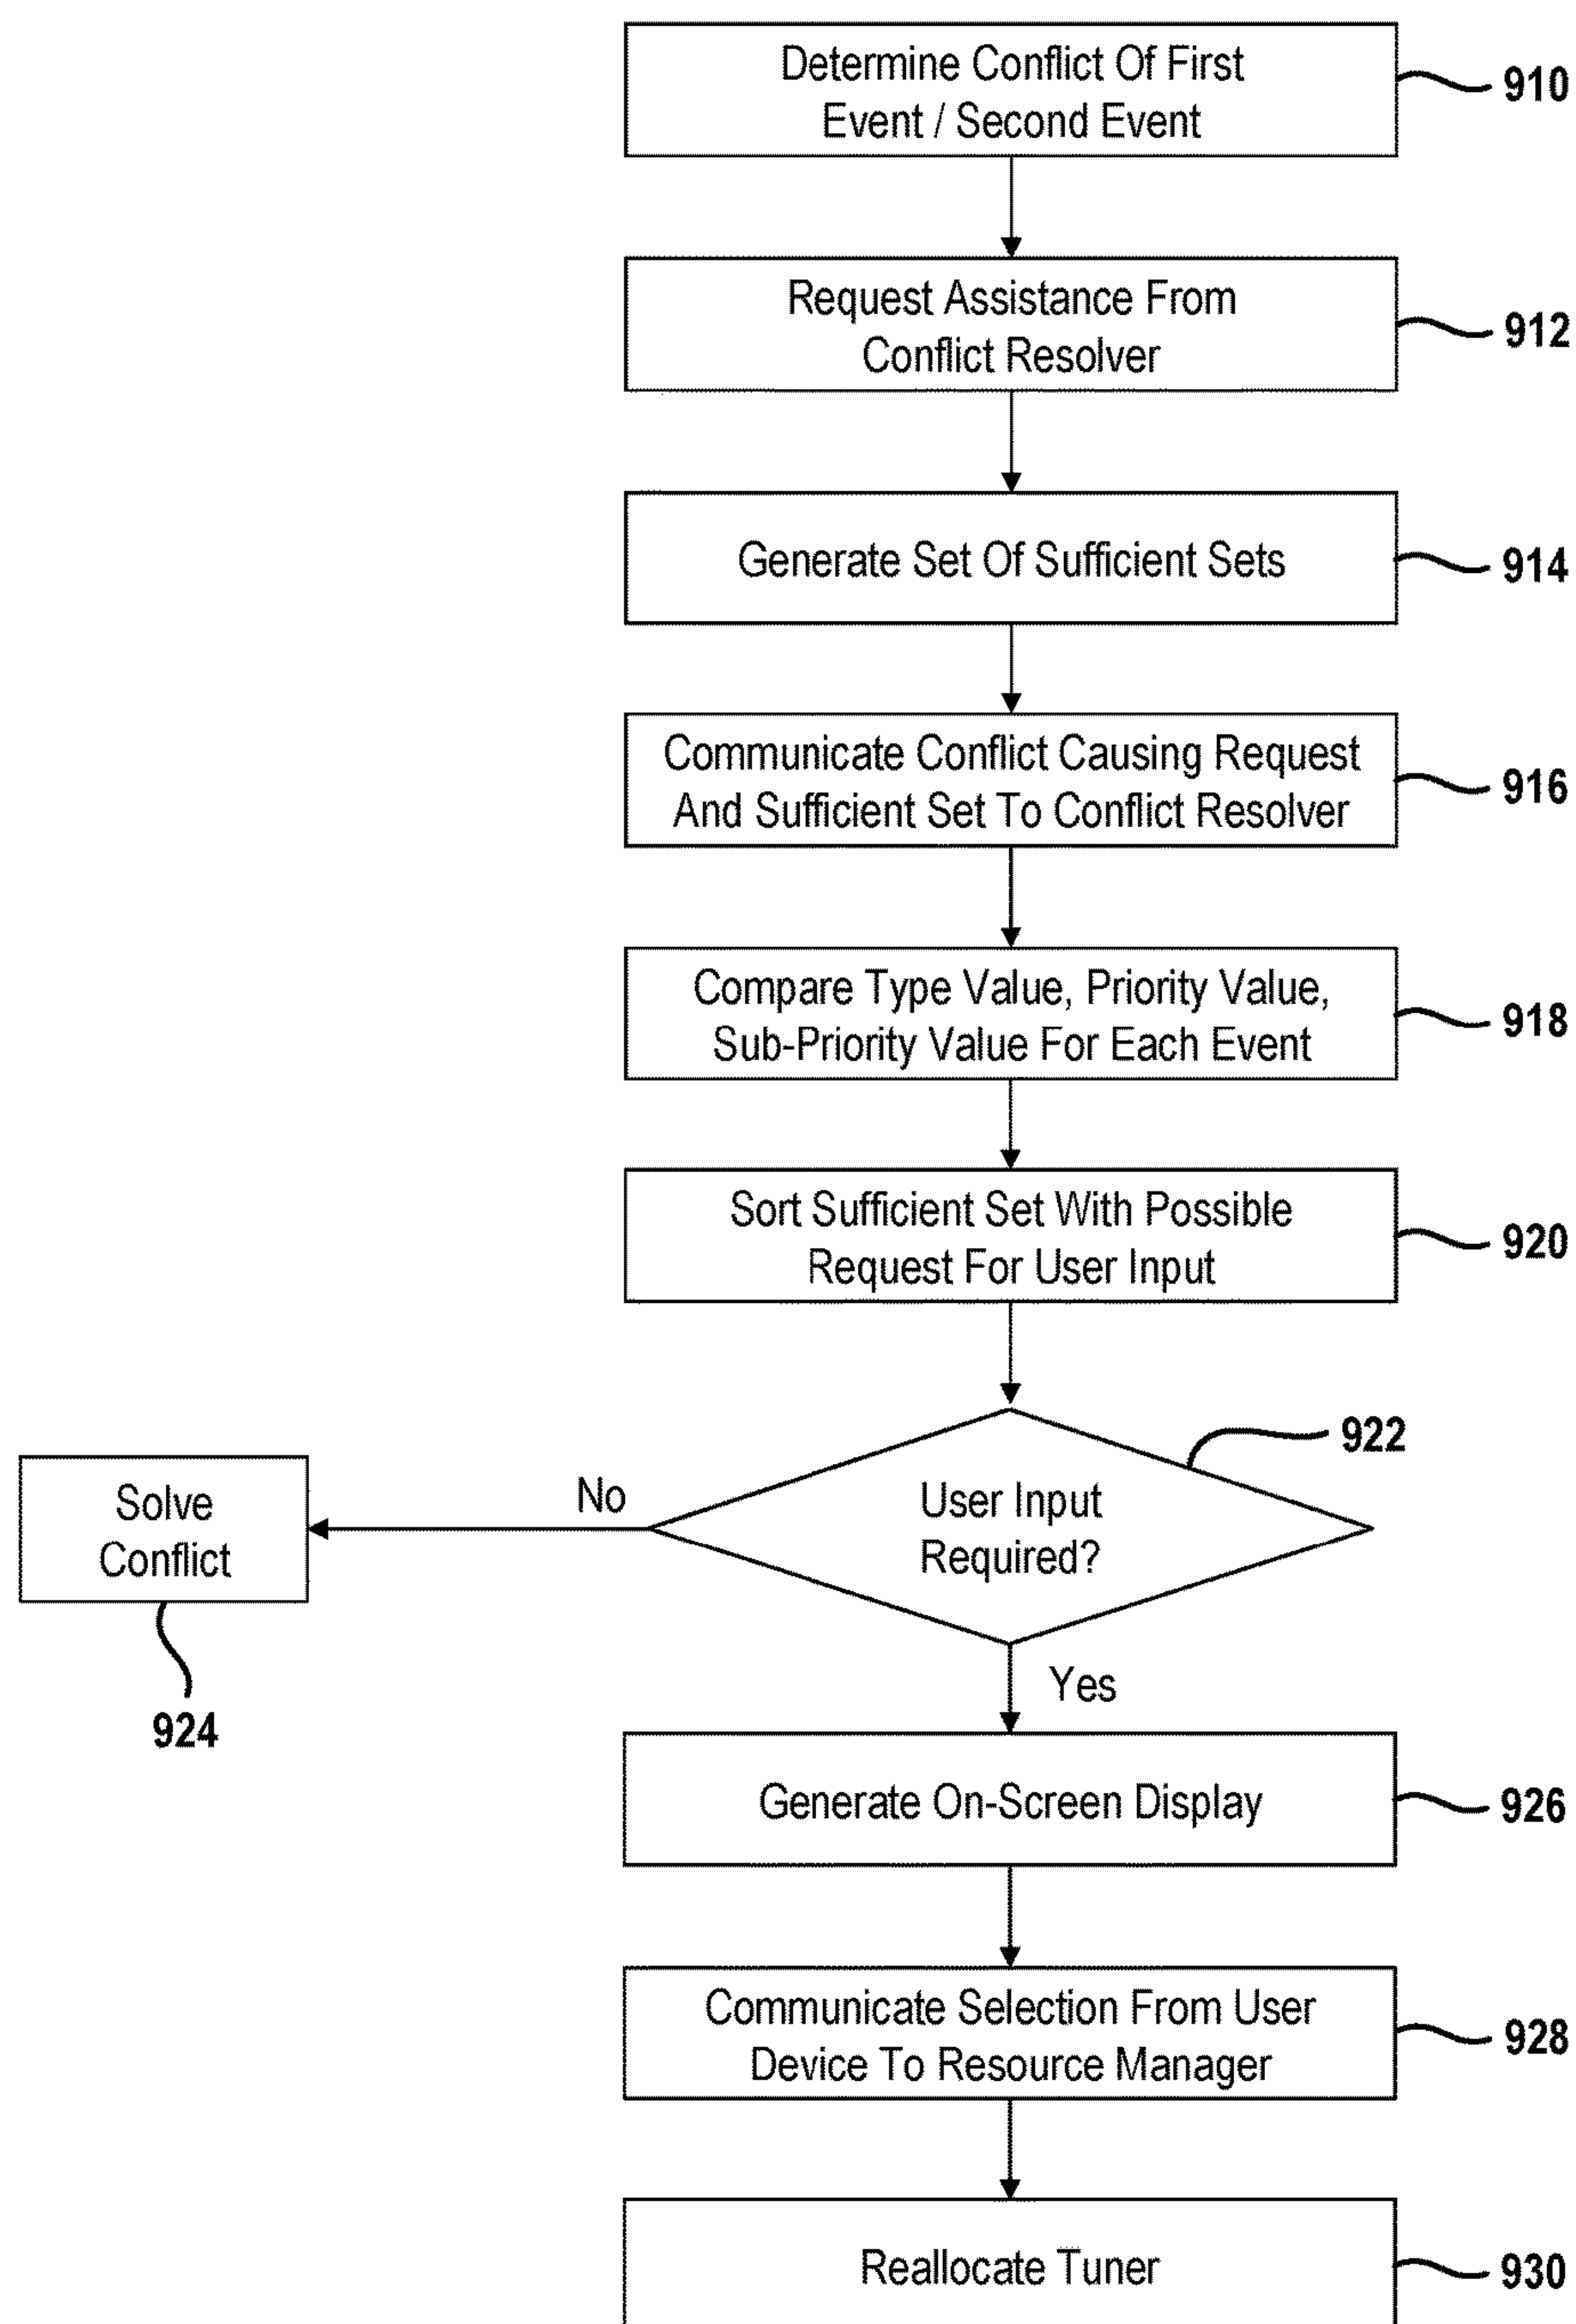 Determine Conflict Of First
Event / Second Event
910
Request Assistance From
Conflict Resolver
912
Generate Set Of Sufficient Sets
914
Communicate Conflict Causing Request
And Sufficient Set To Conflict Resolver
916
Compare Type Value, Priority Value,
Sub-Priority Value For Each Event
918
Sort Sufficient Set With Possible
Request For User Input
920
922
User Input
Required?
No
Solve
Conflict
924
Yes
Generate On-Screen Display
926
Communicate Selection From User
Device To Resource Manager
928
Reallocate Tuner
930